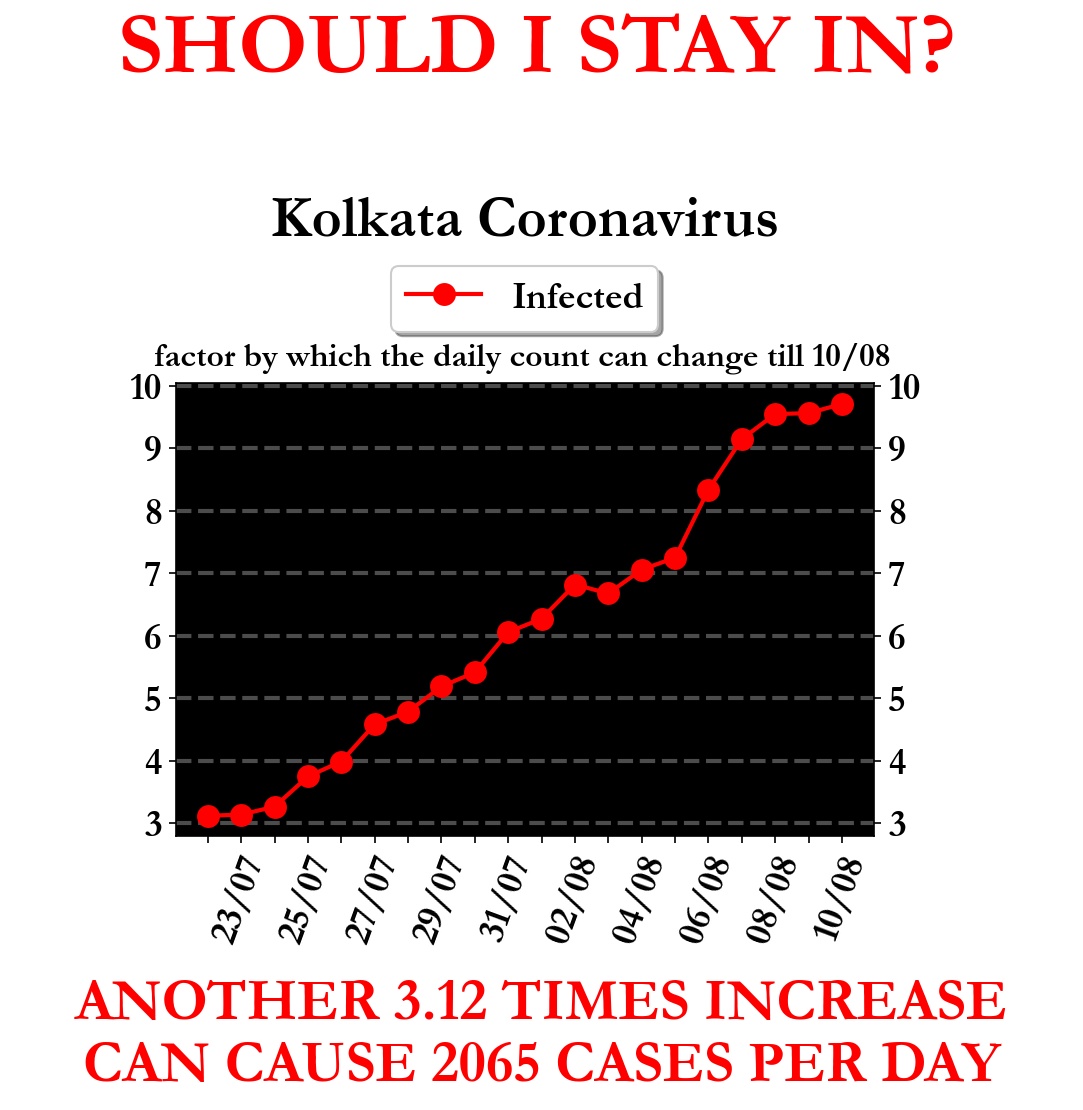 SHOULD I STAY IN?
Kolkata Coronavirus
Infected
factor by which the daily count can change till 10/08
10 10
9 9
8 8
7 7
6 6
5 5
4 4
3 3
23/07 25/07 27/07 29/07 31/07 02/08 04/08 06/08 08/08 10/08
ANOTHER 3.12 TIMES INCREASE
CAN CAUSE 2065 CASES PER DAY